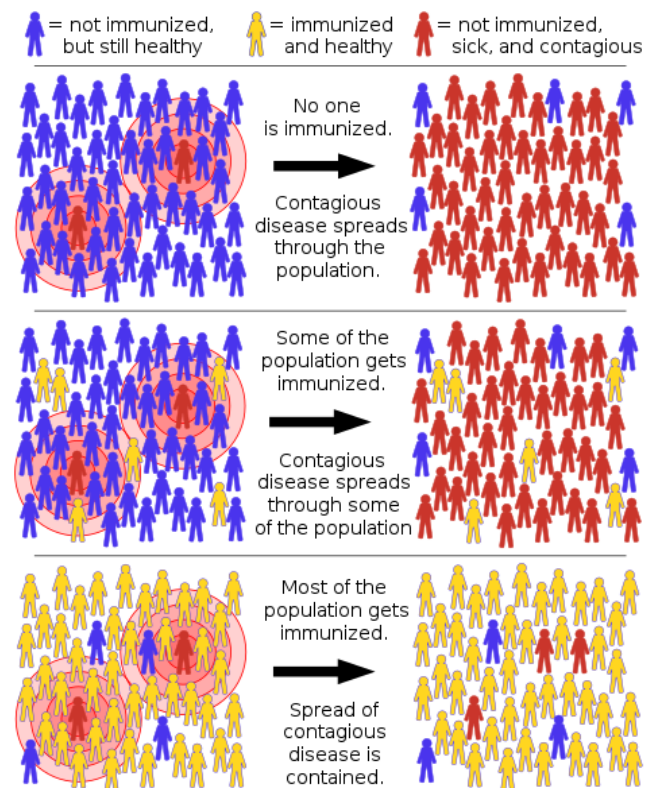 = not immunized, but still healthy
= immunized and healthy
= not immunized, sick, and contagious
No one
is immunized.
Contagious
disease spreads
through the
population.
Some of the
population gets
immunized.
Contagious
disease spreads
through some
of the population
Most of the
population gets
immunized.
Spread of
contagious
disease is
contained.